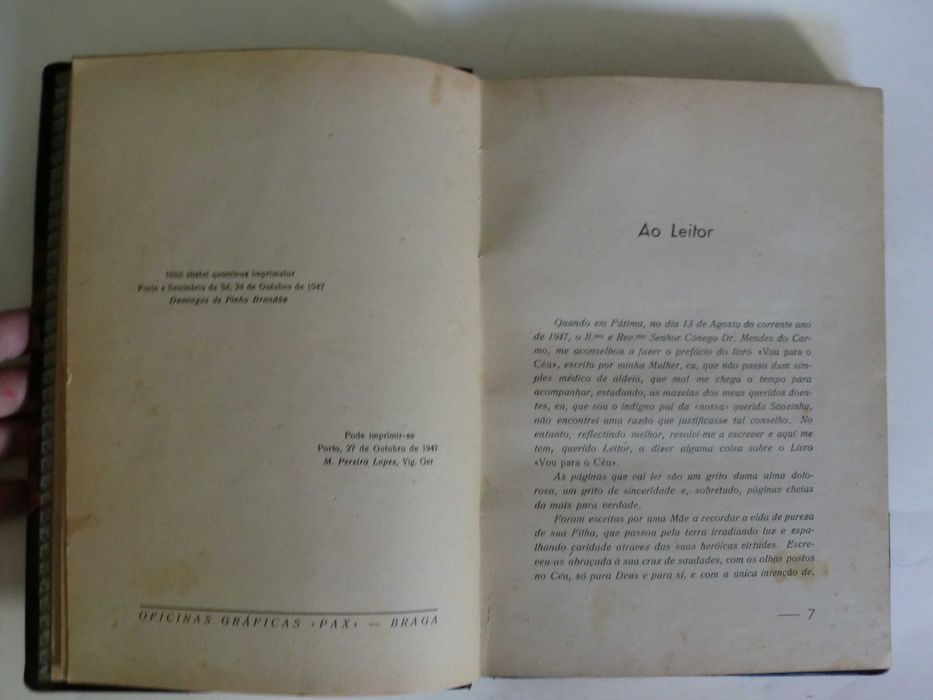 Nihil obstat quominus imprimatur
Porto e Seminário da Sé, 24 de Outubro de 1947
Domingos de Pinho Brandão
Pode imprimir-se
Porto, 27 de Outubro de 1947
M. Pereira Lopes, Vig. Ger
OFICINAS GRÁFICAS «PAX» — BRAGA
Ao Leitor
Quando em Fátima, no dia 13 de Agosto do corrente ano
de 1947, o Il.mo e Rev.mo Senhor Cónego Dr. Mendes do Car-
mo, me aconselhou a fazer o prefácio do livro «Vou para o
Céu», escrito por minha Mulher, eu, que não passo dum sim-
ples médico de aldeia, que mal me chega o tempo para
acompanhar, estudando, as mazelas dos meus queridos doen-
tes, eu, que sou o indigno pai da «nossa» querida Sãozinha,
não encontrei uma razão que justificasse tal conselho. No
entanto, reflectindo melhor, resolvi-me a escrever e aqui me
tem, querido Leitor, a dizer alguma coisa sobre o Livro
«Vou para o Céu».
As páginas que vai ler são um grito duma alma dolo-
rosa, um grito de sinceridade e, sobretudo, páginas cheias
da mais para verdade.
Foram escritas por uma Mãe a recordar a vida de pureza
de sua Filha, que passou pela terra irradiando luz e espa-
lhando caridade atravez das suas heróicas virtudes. Escre-
veu-as abraçada à sua cruz de saudades, com os olhos postos
no Céu, só para Deus e para si, e com a única intenção de,
— 7